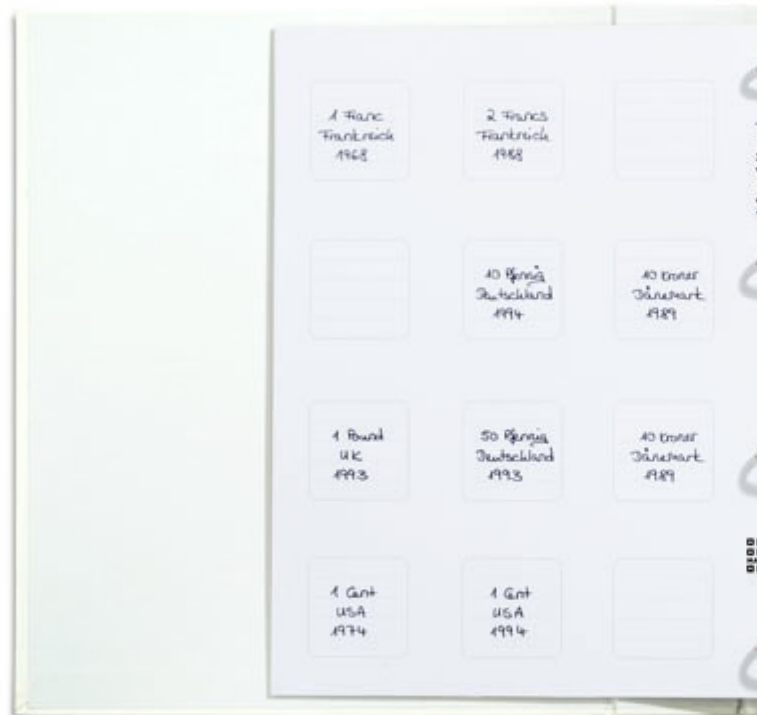 1 Franc
Frankreich
1968
2 Francs
Frankreich
1988
10 Pfennig
Deutschland
1994
10 Kroner
Dänemark
1989
1 Pound
UK
1993
50 Pfennig
Deutschland
1993
10 Kroner
Dänemark
1989
1 Cent
USA
1974
1 Cent
USA
1994